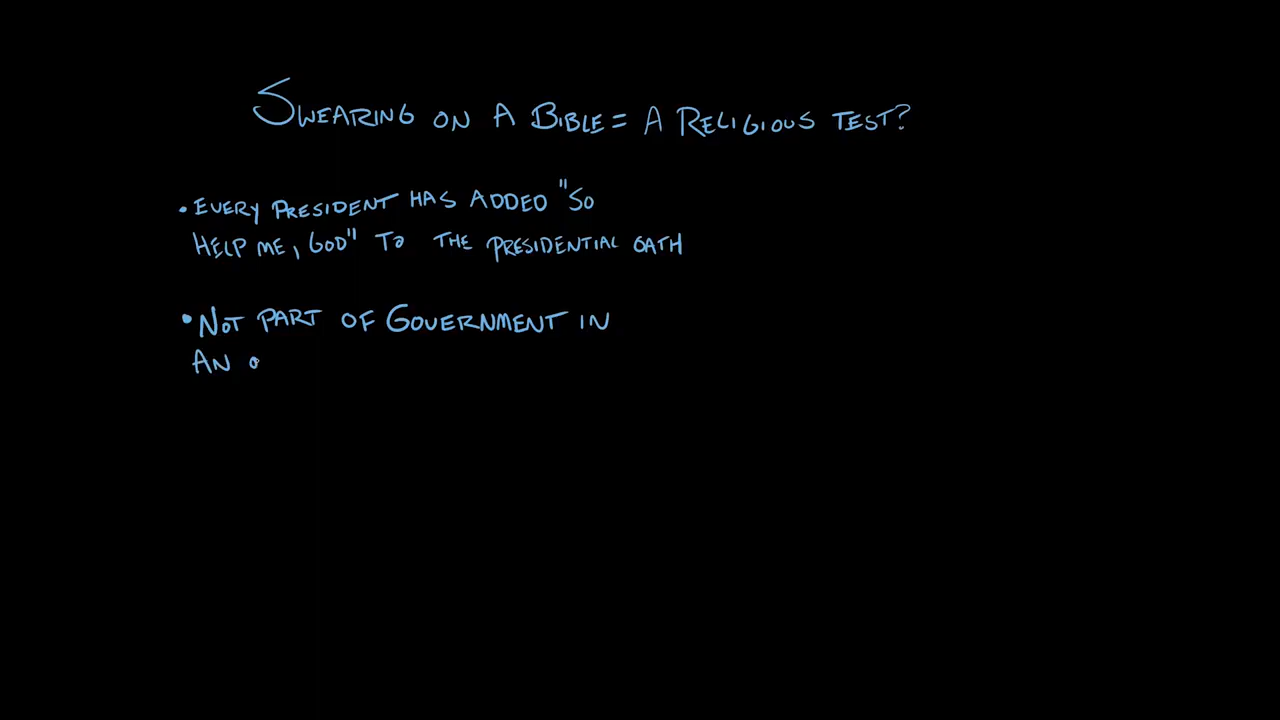 SWEARING ON A BIBLE = A RELIGIOUS TEST?
• EVERY PRESIDENT HAS ADDED "SO
HELP ME, GOD" TO THE PRESIDENTIAL OATH
• NOT PART OF GOVERNMENT IN
AN O